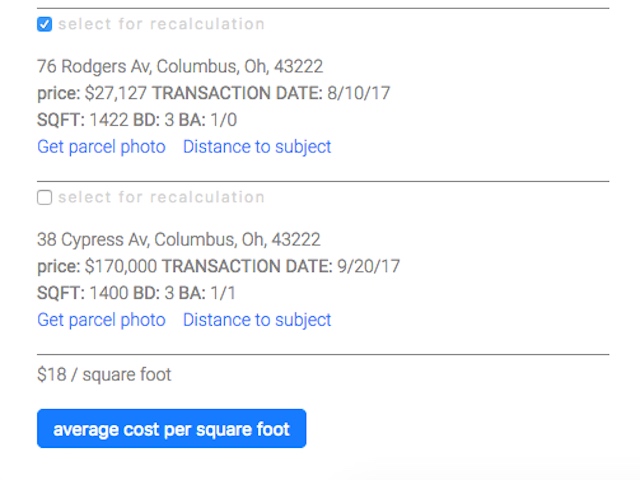 select for recalculation
76 Rodgers Av, Columbus, Oh, 43222
price: $27,127 TRANSACTION DATE: 8/10/17
SQFT: 1422 BD: 3 BA: 1/0
Get parcel photo Distance to subject
select for recalculation
38 Cypress Av, Columbus, Oh, 43222
price: $170,000 TRANSACTION DATE: 9/20/17
SQFT: 1400 BD: 3 BA: 1/1
Get parcel photo Distance to subject
$18 / square foot
average cost per square foot